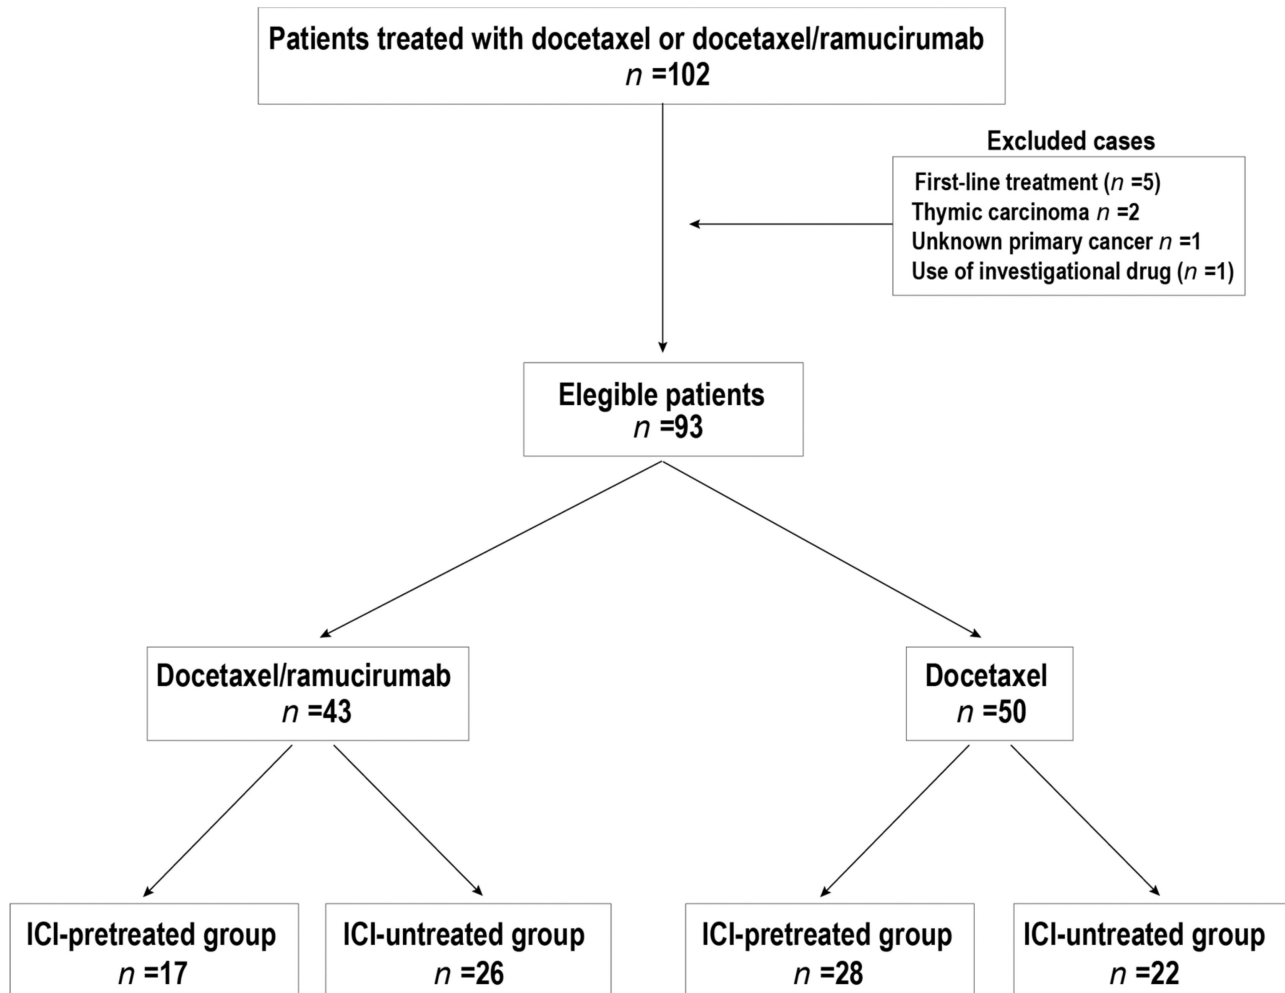 Patients treated with docetaxel or docetaxel/ramucirumab
n =102
Excluded cases
First-line treatment (n =5)
Thymic carcinoma n =2
Unknown primary cancer n =1
Use of investigational drug (n =1)
Elegible patients
n =93
Docetaxel/ramucirumab
n =43
Docetaxel
n =50
ICI-pretreated group
n =17
ICI-untreated group
n =26
ICI-pretreated group
n =28
ICI-untreated group
n =22